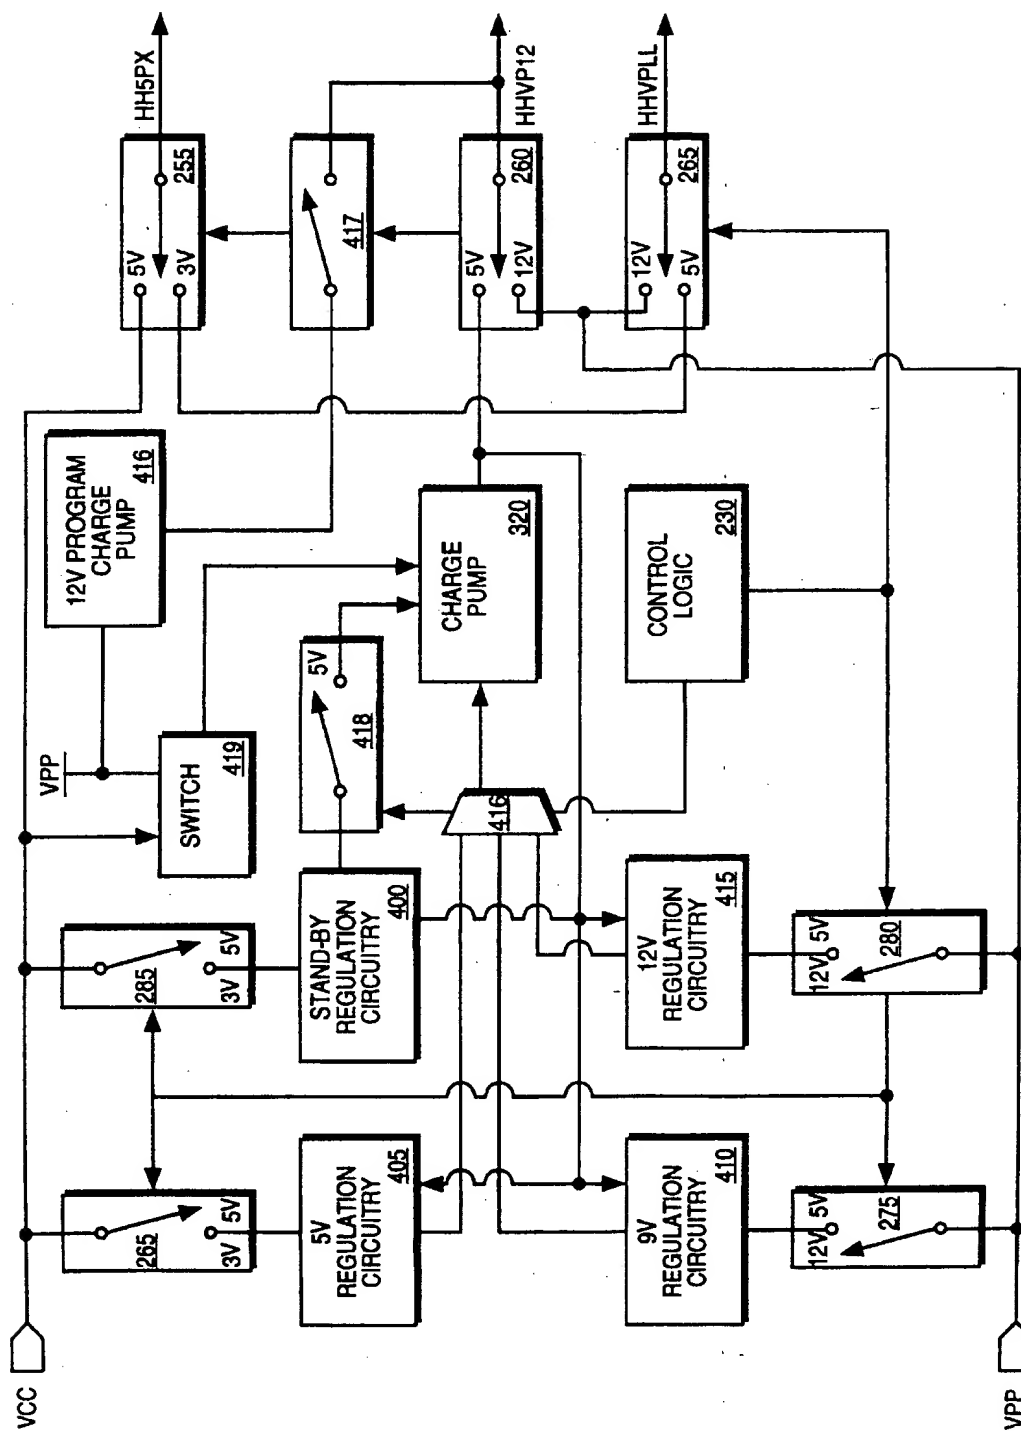 VCC
265
3V 5V
285
3V 5V
SWITCH
419
VPP
12V PROGRAM
CHARGE
PUMP
416
5V
3V
255
HH5PX
5V
REGULATION
CIRCUITRY
405
STAND-BY
REGULATION
CIRCUITRY
400
5V
418
416
CHARGE
PUMP
320
417
5V
12V
260
HHVP12
9V
REGULATION
CIRCUITRY
410
12V
REGULATION
CIRCUITRY
415
CONTROL
LOGIC
230
12V
5V
265
HHVPLL
12V 5V
275
12V 5V
280
VPP